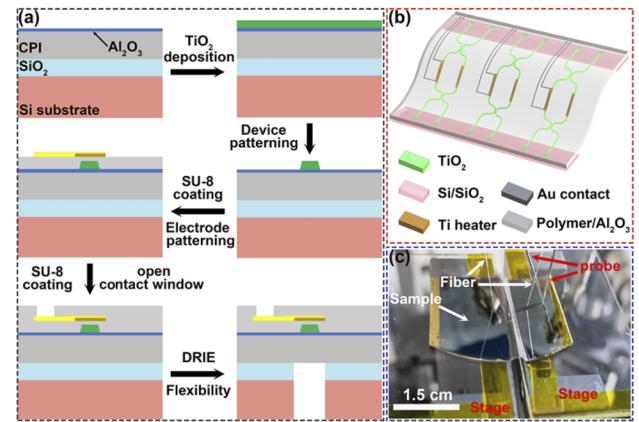 (a)
Al2O3
CPI
SiO2
Si substrate
TiO2
deposition
Device
patterning
SU-8
coating
Electrode
patterning
SU-8
coating
open
contact window
DRIE
Flexibility
(b)
TiO2
Si/SiO2
Au contact
Ti heater
Polymer/Al2O3
(c)
probe
Fiber
Sample
1.5 cm
Stage
Stage